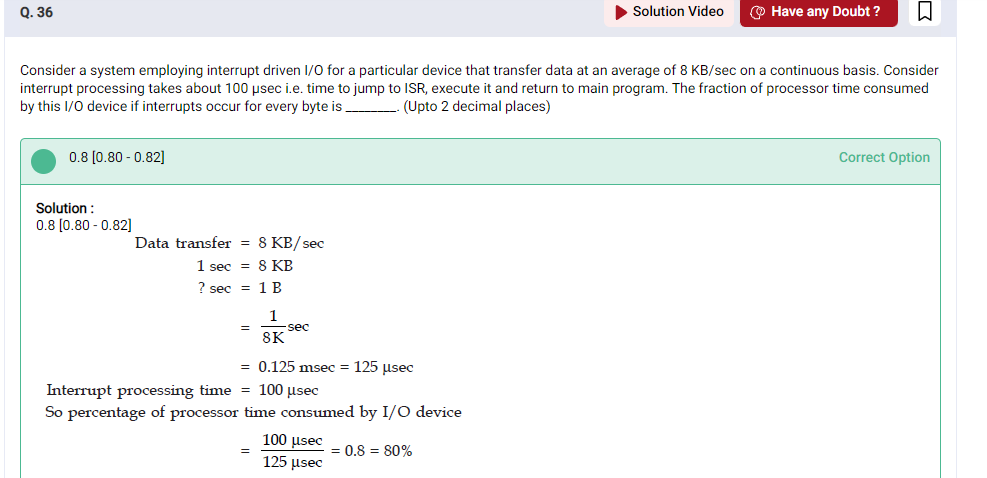 Q. 36
Solution Video
Have any Doubt ?
Consider a system employing interrupt driven I/O for a particular device that transfer data at an average of 8 KB/sec on a continuous basis. Consider
interrupt processing takes about 100 μsec i.e. time to jump to ISR, execute it and return to main program. The fraction of processor time consumed
by this I/O device if interrupts occur for every byte is ________. (Upto 2 decimal places)
0.8 [0.80 - 0.82]
Correct Option
Solution :
0.8 [0.80 - 0.82]
Data transfer = 8 KB/sec
1 sec = 8 KB
? sec = 1 B
= 1/8K sec
= 0.125 msec = 125 μsec
Interrupt processing time = 100 μsec
So percentage of processor time consumed by I/O device
= 100 μsec/125 μsec = 0.8 = 80%